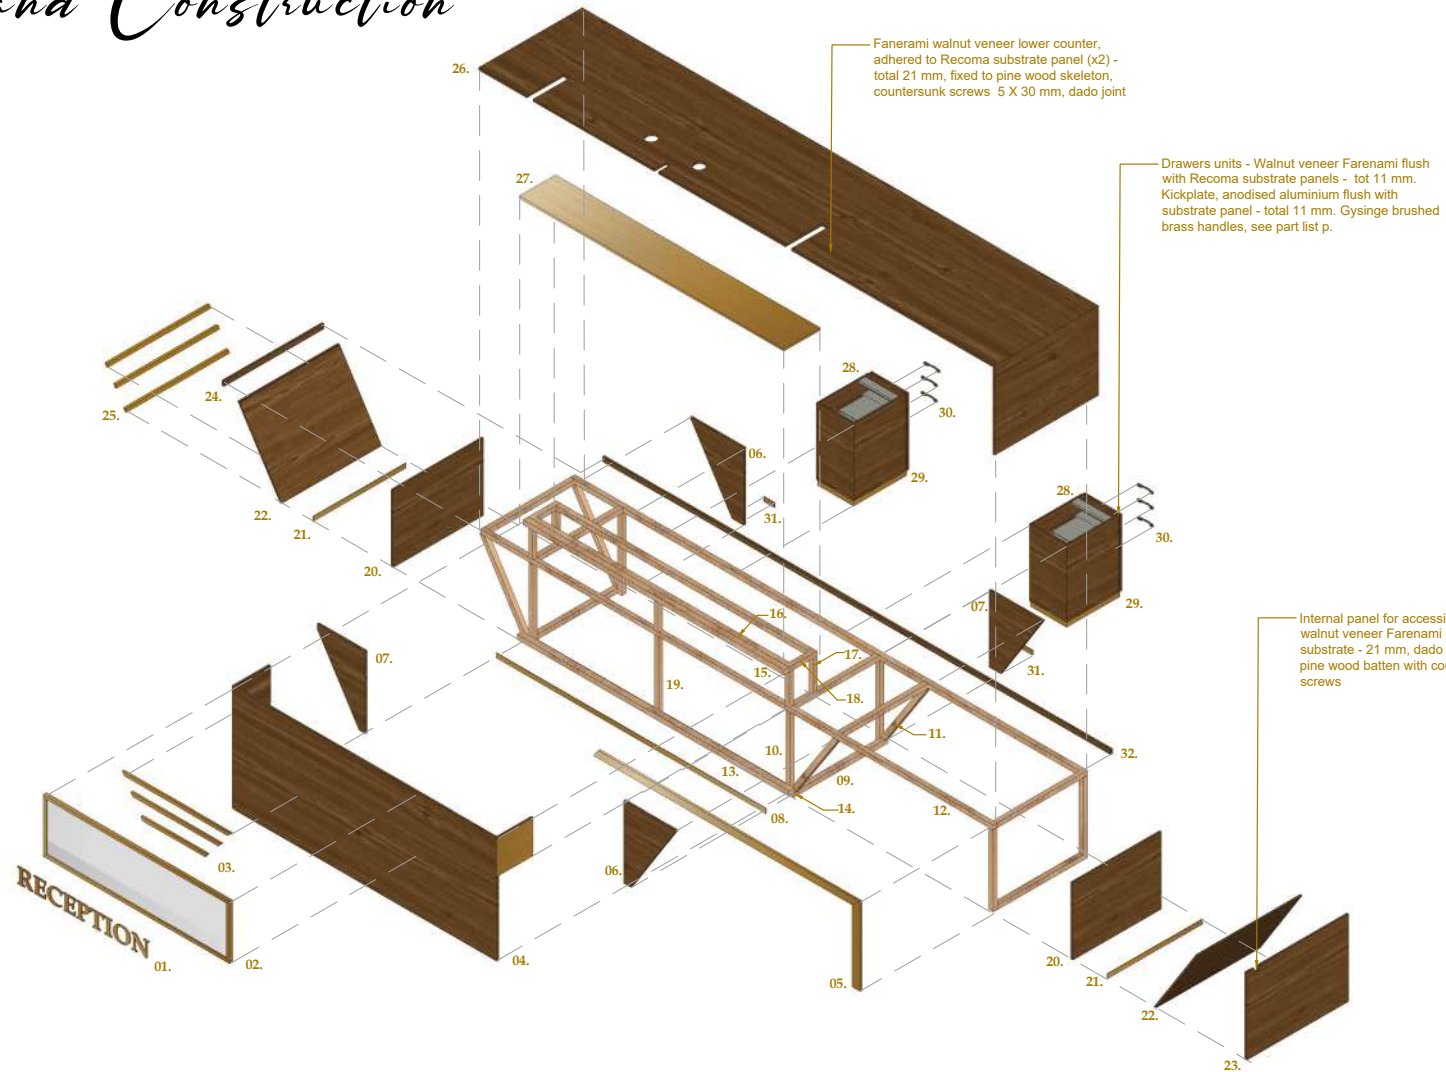 and Construction
Fanerami walnut veneer lower counter,
adhered to Recoma substrate panel (x2) -
total 21 mm, fixed to pine wood skeleton,
countersunk screws 5 X 30 mm, dado joint
26.
Drawers units - Walnut veneer Farenami flush
with Recoma substrate panels - tot 11 mm.
Kickplate, anodised aluminium flush with
substrate panel - total 11 mm. Gysinge brushed
brass handles, see part list p.
27.
28.
30.
24.
25.
06.
29.
28.
22.
31.
21.
30.
20.
07.
29.
16.
Internal panel for accessi
walnut veneer Farenami
substrate - 21 mm, dado
pine wood batten with co
screws
07.
17.
15.
31.
19.
18.
11.
10.
32.
13.
09.
14.
12.
08.
03.
06.
RECEPTION
01.
02.
04.
20.
05.
21.
22.
23.